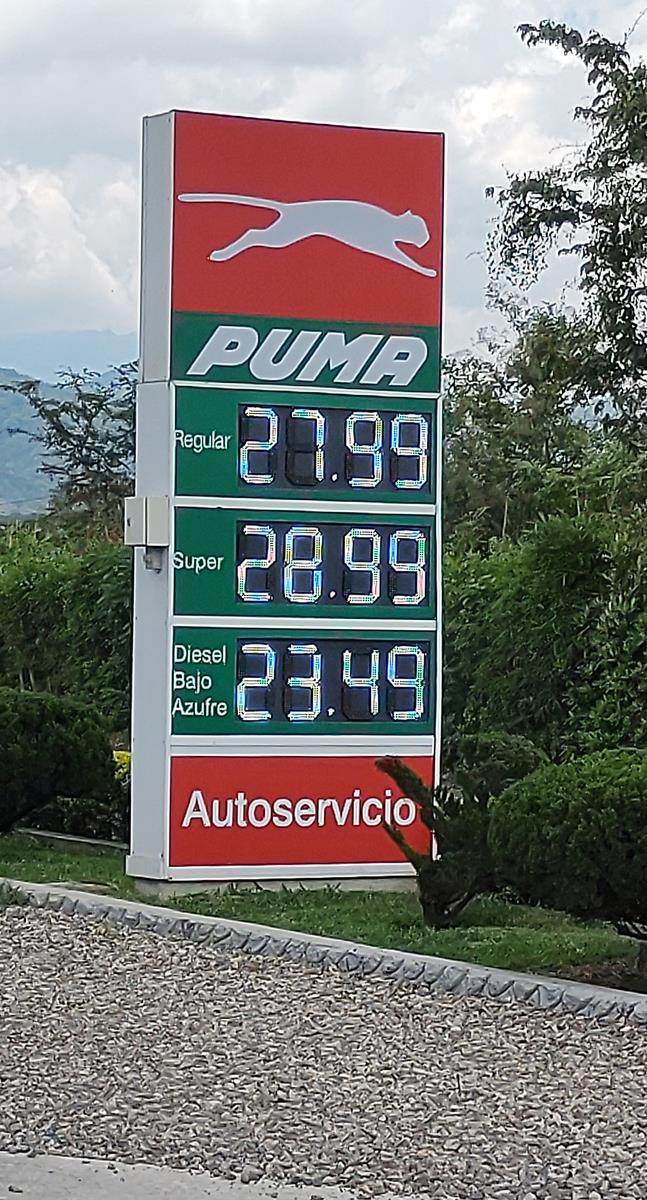 PUMA
Regular 27.99
Super 28.99
Diesel
Bajo
Azufre
23.49
Autoservicio